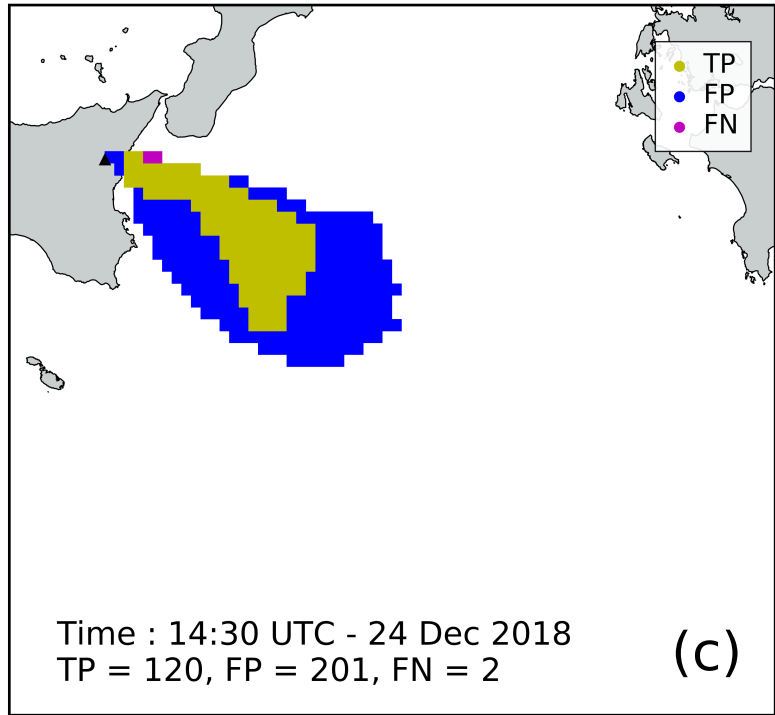 TP
FP
FN
Time : 14:30 UTC - 24 Dec 2018
TP = 120, FP = 201, FN = 2
(c)